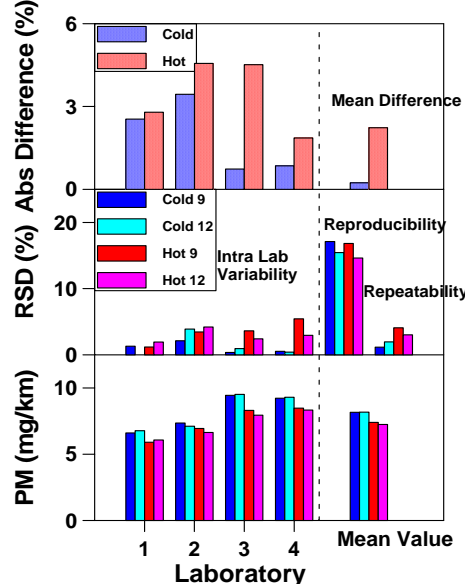 Abs Difference (%)
6
3
0
Cold
Hot
Mean Difference
RSD (%)
20
10
0
Cold 9
Cold 12
Hot 9
Hot 12
Intra Lab
Variability
Reproducibility
Repeatability
PM (mg/km)
10
5
0
1 2 3 4
Mean Value
Laboratory